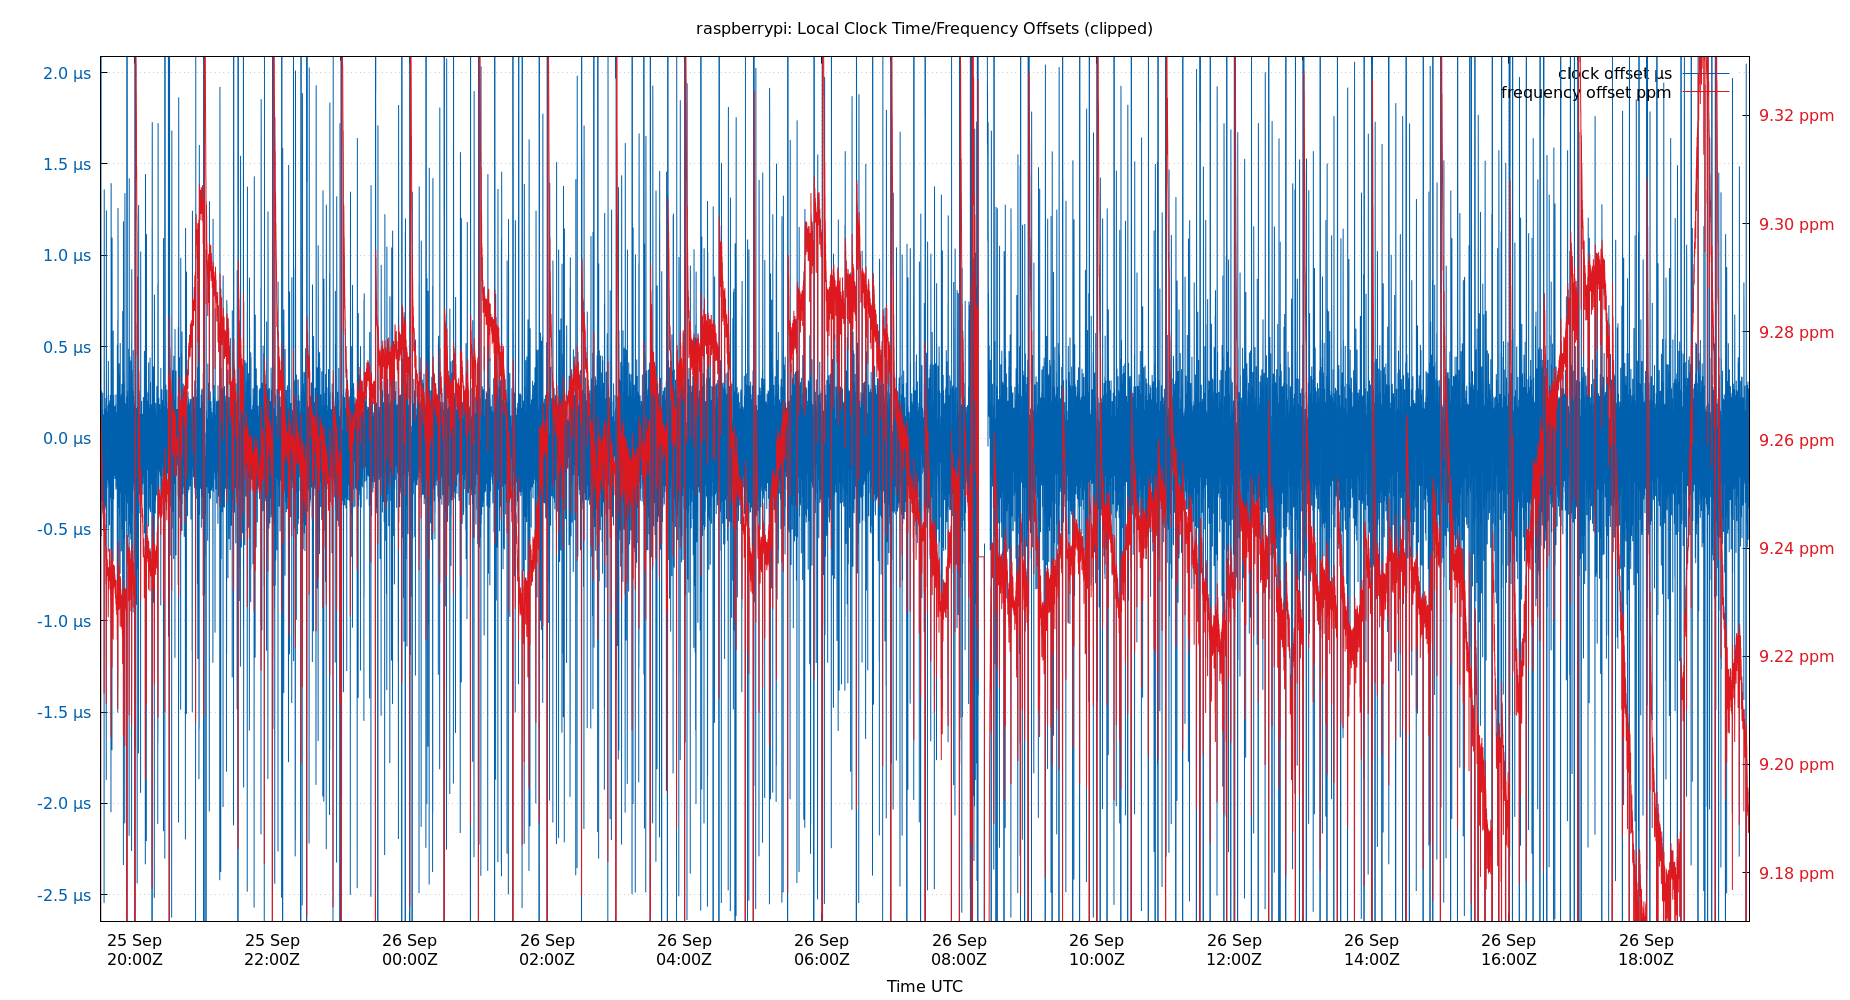 raspberrypi: Local Clock Time/Frequency Offsets (clipped)
clock offset µs
frequency offset ppm
2.0 µs
1.5 µs
1.0 µs
0.5 µs
0.0 µs
-0.5 µs
-1.0 µs
-1.5 µs
-2.0 µs
-2.5 µs
9.32 ppm
9.30 ppm
9.28 ppm
9.26 ppm
9.24 ppm
9.22 ppm
9.20 ppm
9.18 ppm
25 Sep 25 Sep 26 Sep 26 Sep 26 Sep 26 Sep 26 Sep 26 Sep 26 Sep 26 Sep 26 Sep 26 Sep
20:00Z 22:00Z 00:00Z 02:00Z 04:00Z 06:00Z 08:00Z 10:00Z 12:00Z 14:00Z 16:00Z 18:00Z
Time UTC